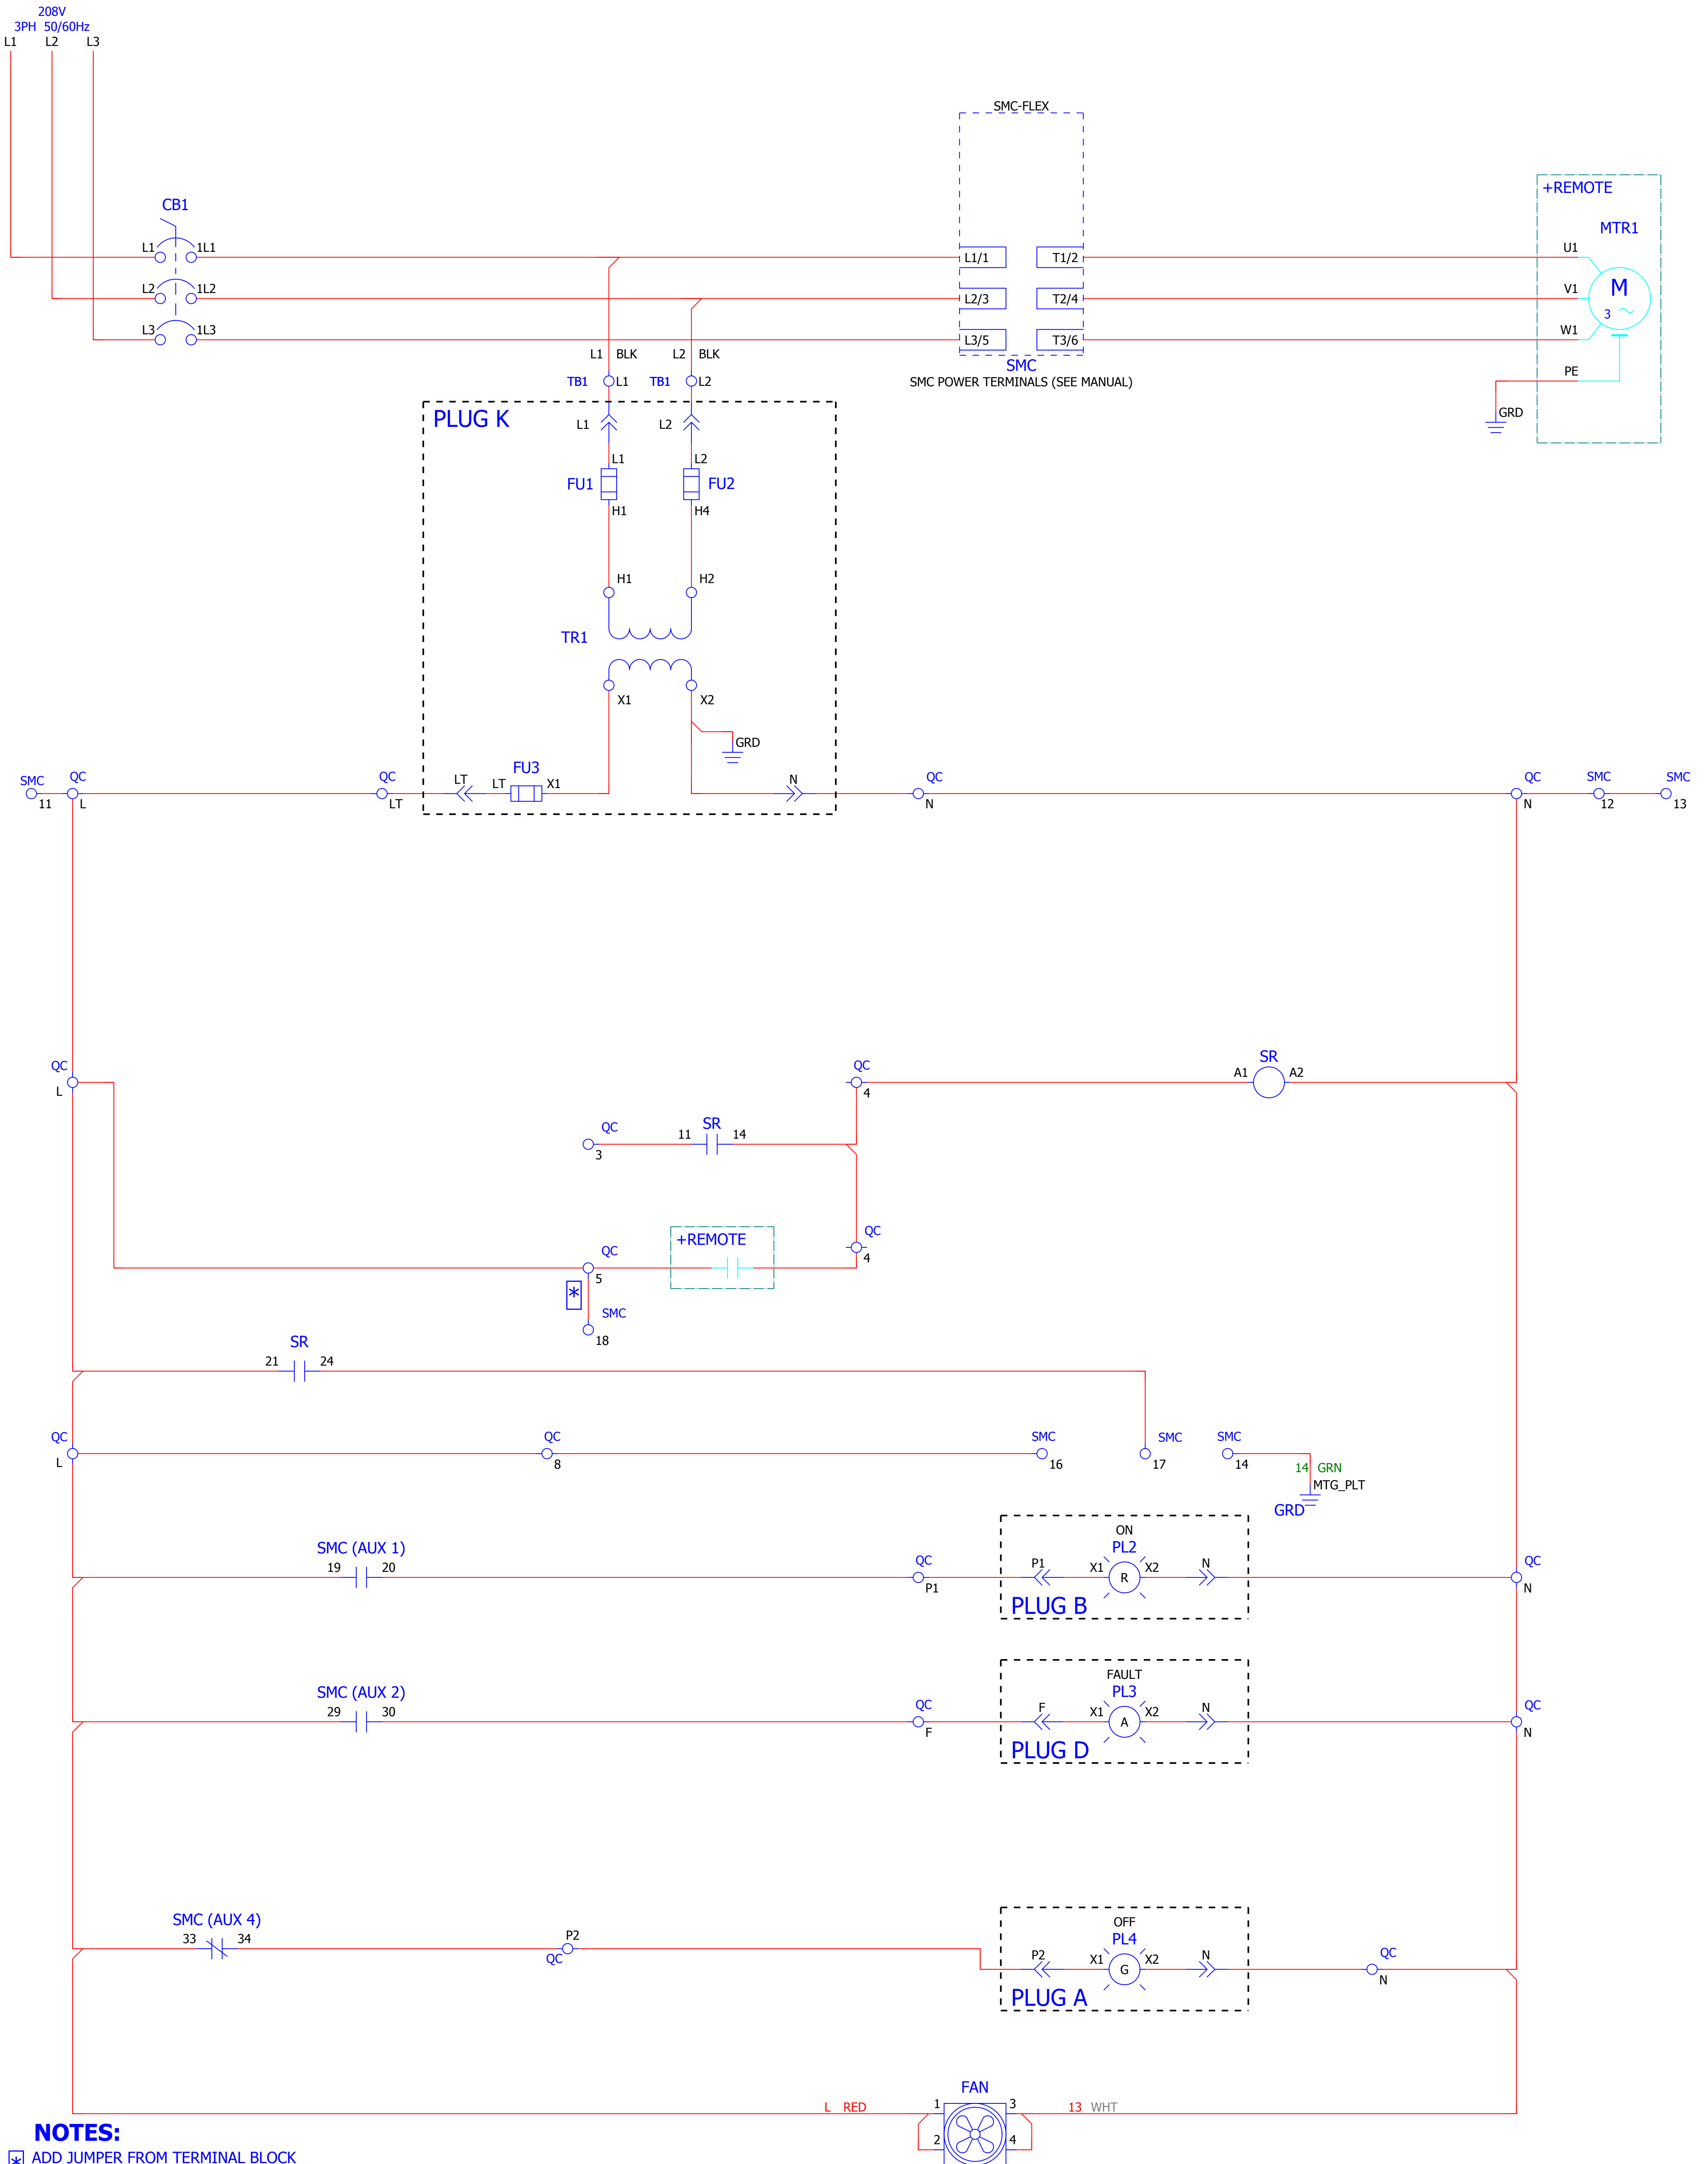 208V
3PH 50/60Hz
L1 L2 L3
SMC-FLEX
+REMOTE
CB1
MTR1
L1 1L1
L1/1 T1/2
U1
L2 1L2
L2/3 T2/4
V1
M
3
L3 1L3
L3/5 T3/6
W1
L1 BLK L2 BLK
SMC
SMC POWER TERMINALS (SEE MANUAL)
PE
TB1 L1 TB1 L2
GRD
PLUG K
L1 L2
L1 L2
FU1 FU2
H1 H4
H1 H2
TR1
X1 X2
GRD
SMC QC QC LT LT FU3 X1 N QC QC SMC SMC
11 L LT N N 12 13
QC QC SR
L 4 A1 A2
QC SR
3 11 14
QC +REMOTE QC
5 4
*
SMC
18
SR
21 24
QC QC SMC SMC SMC
L 8 16 17 14
14 GRN
MTG_PLT
GRD
ON
SMC (AUX 1) PL2
19 20 QC P1 X1 X2 N QC
R
P1 N
PLUG B
FAULT
SMC (AUX 2) PL3
29 30 QC F X1 X2 N QC
A
F N
PLUG D
OFF
SMC (AUX 4) PL4
33 34 P2 P2 X1 X2 N QC
QC G N
PLUG A
FAN
L RED 1 3 13 WHT
2 4
NOTES:
* ADD JUMPER FROM TERMINAL BLOCK